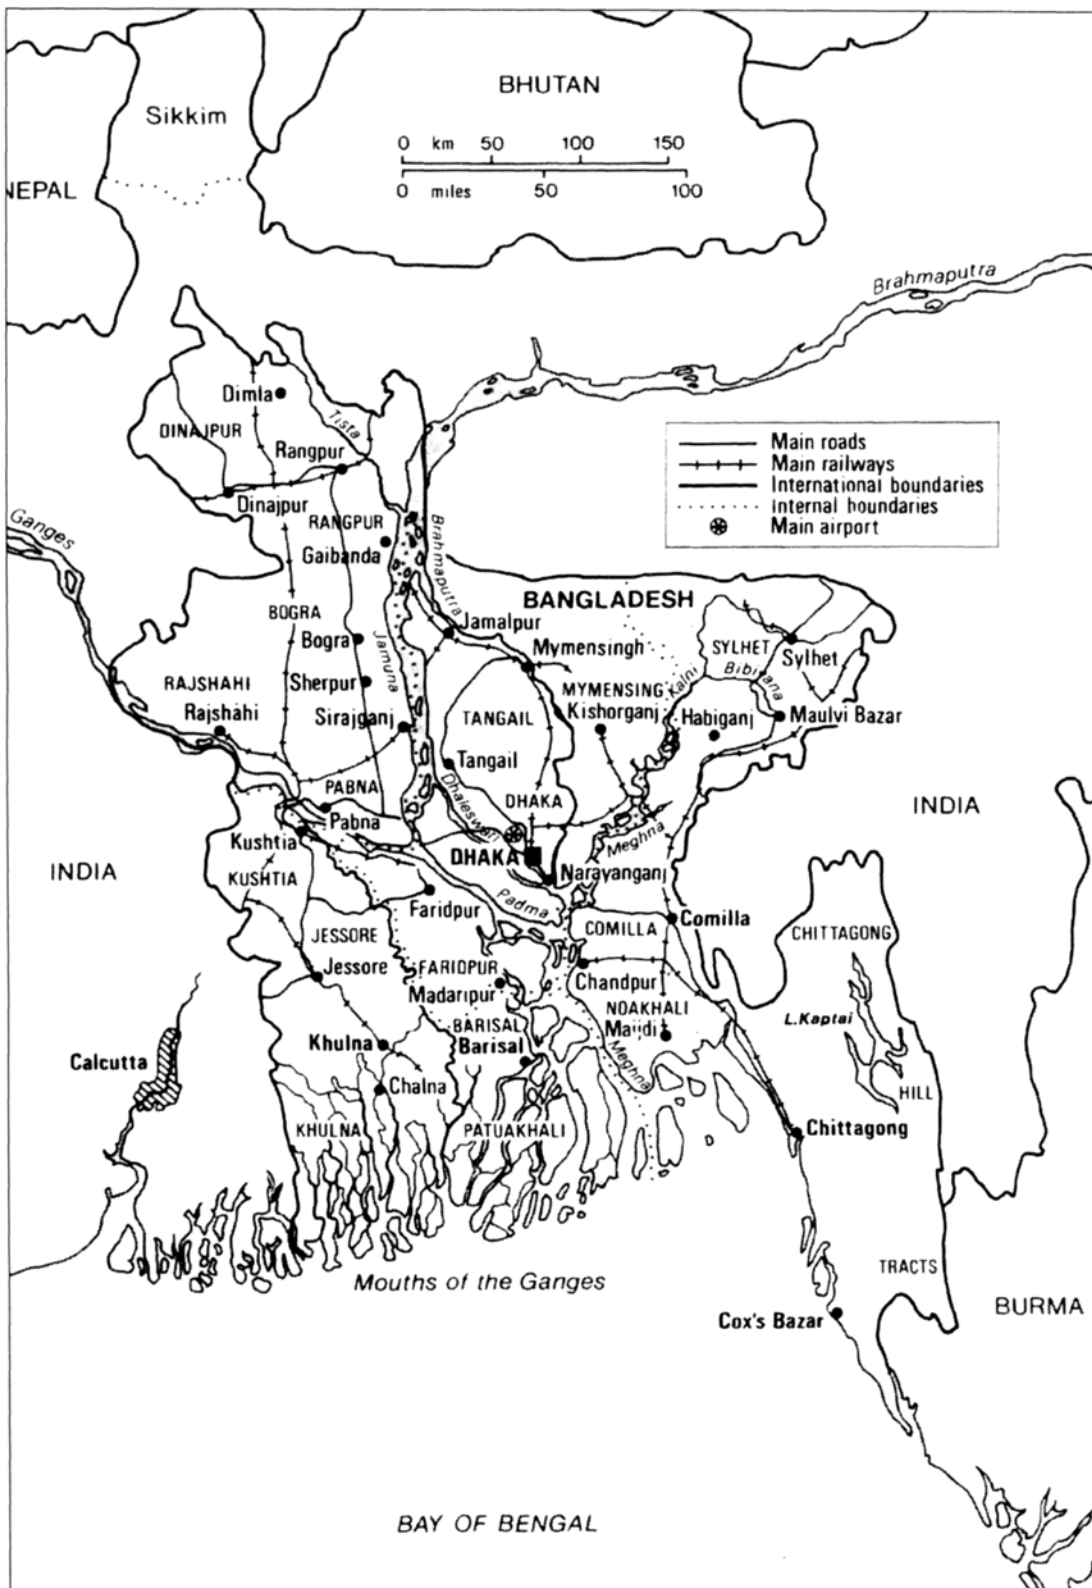 BHUTAN
Sikkim
0 km 50 100 150
0 miles 50 100
NEPAL
Brahmaputra
Dimla
Tista
DINAJPUR
Rangpur
Main roads
Main railways
International boundaries
Internal boundaries
Main airport
Dinajpur
Ganges
RANGPUR
Gaibanda
Brahmaputra
BANGLADESH
BOGRA
Bogra
Jamuna
Jamalpur
Mymensingh
SYLHET
Sylhet
Bibiyana
Kalni
RAJSHAHI
Rajshahi
Sherpur
Sirajganj
TANGAIL
MYMENSING
Kishorganj
Habiganj
Maulvi Bazar
Tangail
PABNA
Pabna
Dhaleswari
DHAKA
INDIA
Kushtia
Meghna
INDIA
KUSHTIA
DHAKA
Narayanganj
Faridpur
Padma
COMILLA
Comilla
CHITTAGONG
JESSORE
Jessore
FARIDPUR
Madaripur
Chandpur
NOAKHALI
Maijdi
L.Kaptai
BARISAL
Barisal
Khulna
Calcutta
Chalna
Meghna
HILL
KHULNA
PATUAKHALI
Chittagong
Mouths of the Ganges
TRACTS
BURMA
Cox's Bazar
BAY OF BENGAL